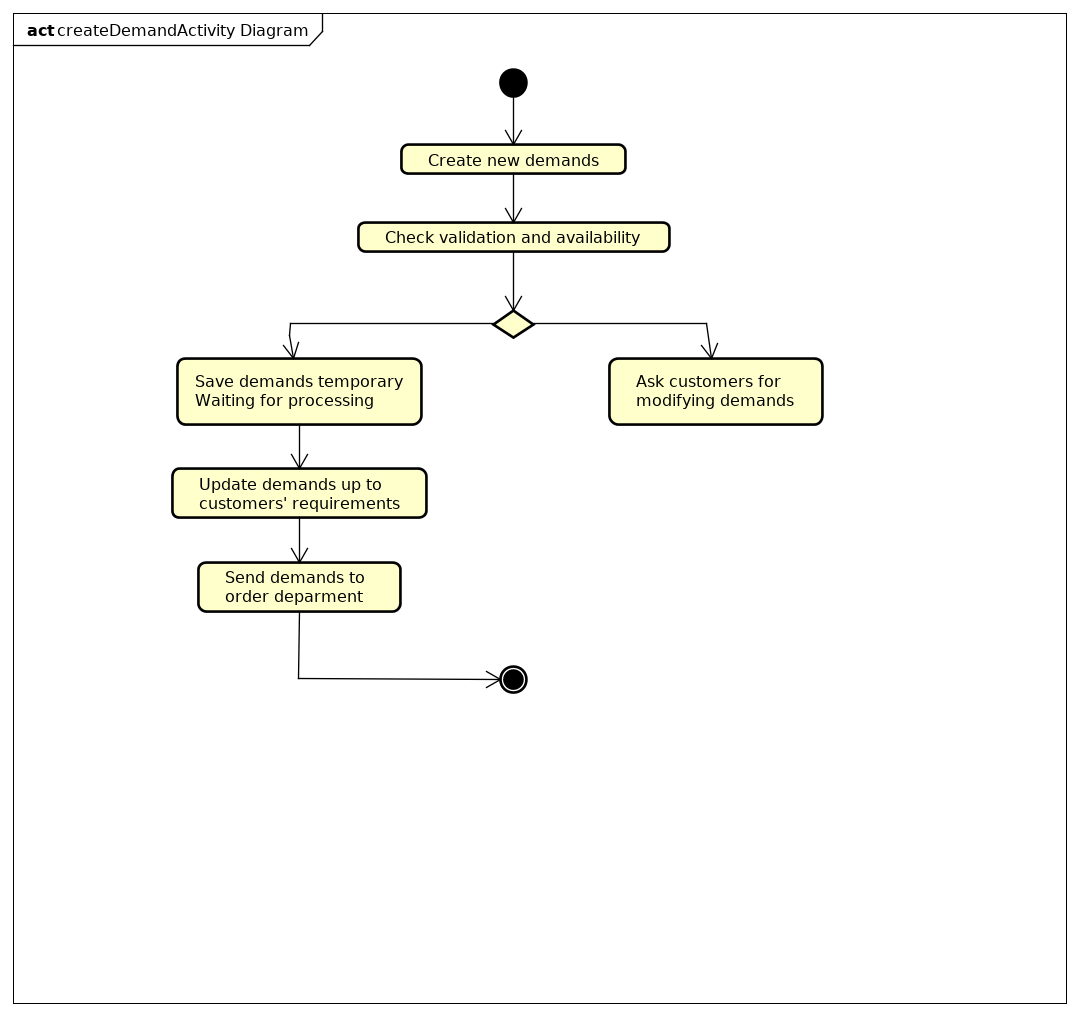 act createDemandActivity Diagram
Create new demands
Check validation and availability
Save demands temporary
Waiting for processing
Ask customers for
modifying demands
Update demands up to
customers' requirements
Send demands to
order deparment